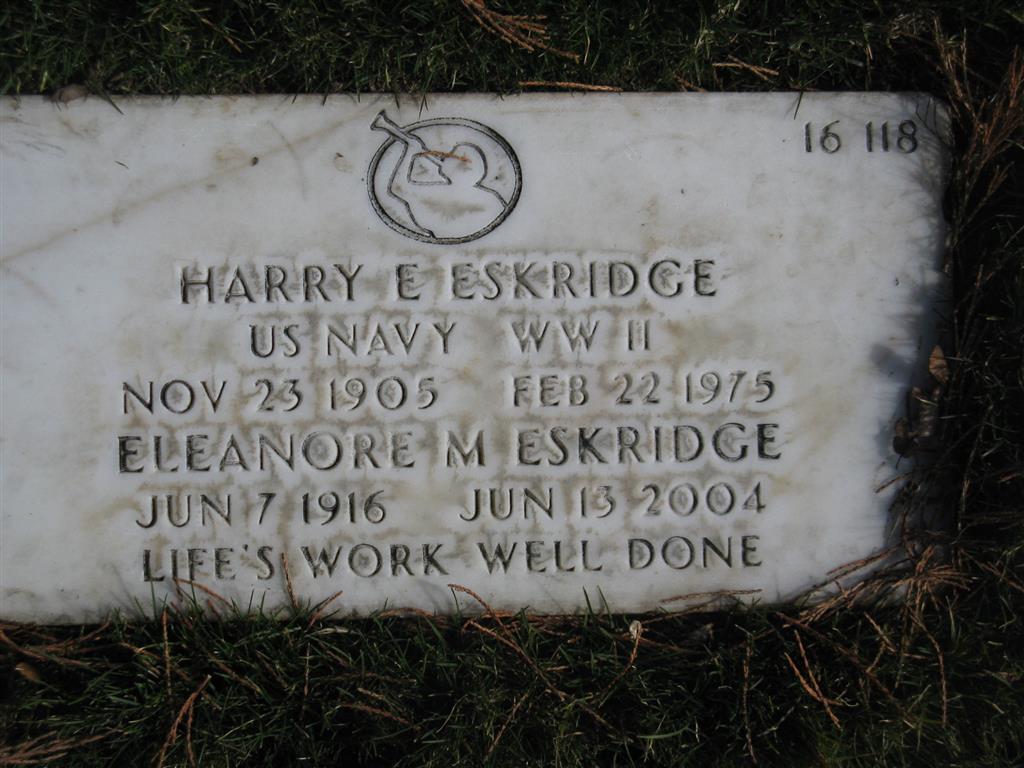 16 118
HARRY E ESKRIDGE
US NAVY WW II
NOV 23 1905 FEB 22 1975
ELEANORE M ESKRIDGE
JUN 7 1916 JUN 13 2004
LIFE'S WORK WELL DONE